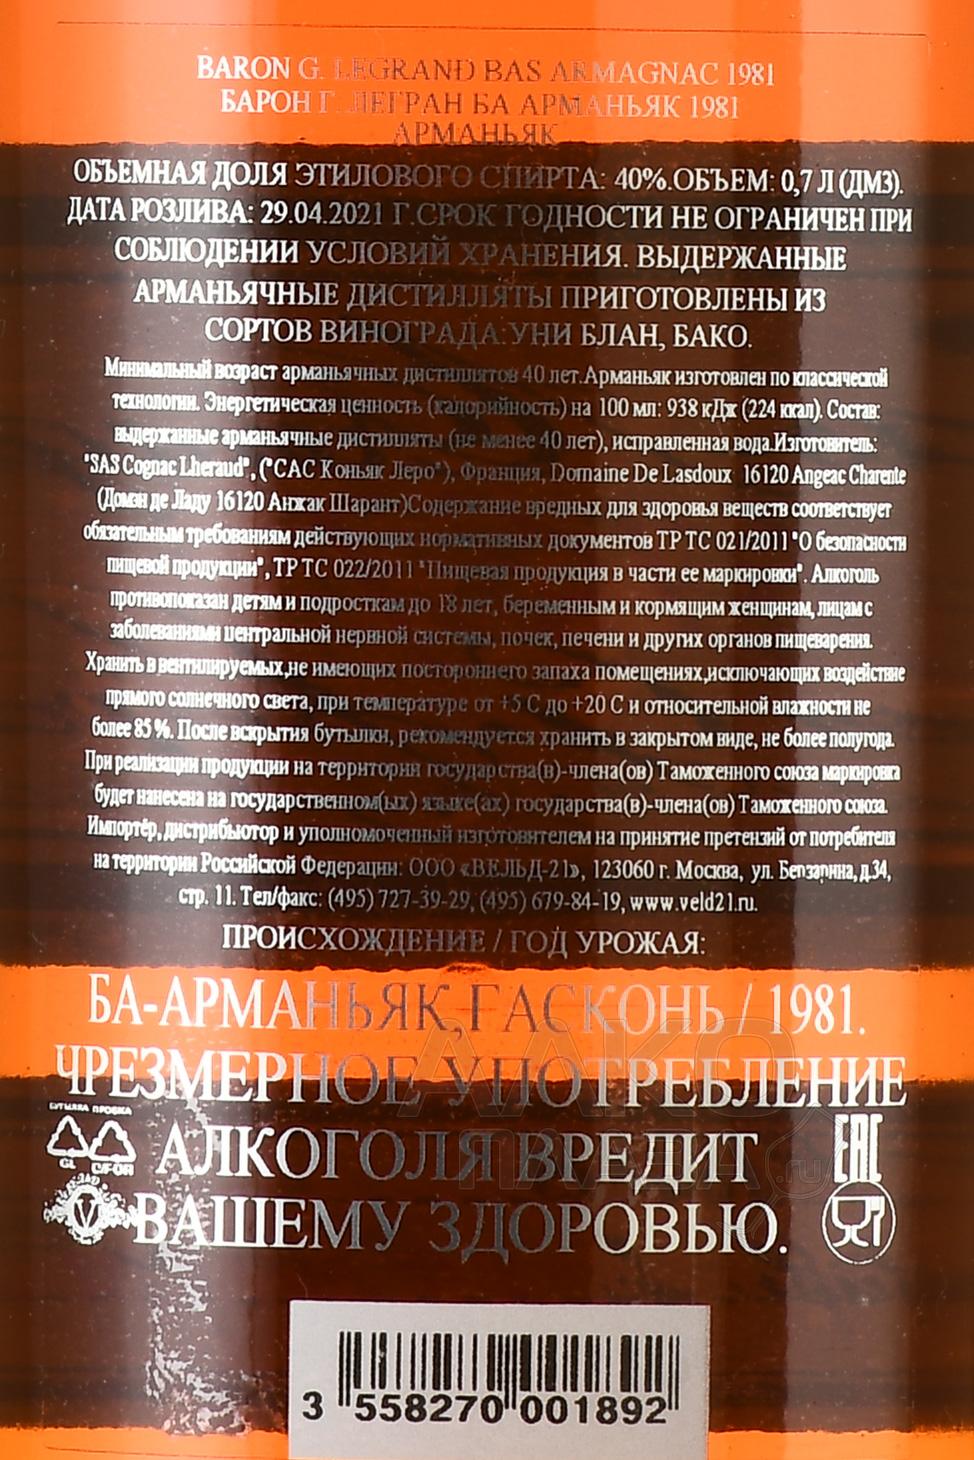 BARON G. LEGRAND BAS ARMAGNAC 1981
БАРОН Г. ЛЕГРАН БА АРМАНЬЯК 1981
АРМАНЬЯК
ОБЪЕМНАЯ ДОЛЯ ЭТИЛОВОГО СПИРТА: 40%.ОБЪЕМ: 0,7 Л (ДМ3).
ДАТА РОЗЛИВА: 29.04.2021 Г.СРОК ГОДНОСТИ НЕ ОГРАНИЧЕН ПРИ
СОБЛЮДЕНИИ УСЛОВИЙ ХРАНЕНИЯ. ВЫДЕРЖАННЫЕ
АРМАНЬЯЧНЫЕ ДИСТИЛЛЯТЫ ПРИГОТОВЛЕНЫ ИЗ
СОРТОВ ВИНОГРАДА:УНИ БЛАН, БАКО.
Минимальный возраст арманьячных дистиллятов 40 лет.Арманьяк изготовлен по классической
технологии. Энергетическая ценность (калорийность) на 100 мл: 938 кДж (224 ккал). Состав:
выдержанные арманьячные дистилляты (не менее 40 лет), исправленная вода.Изготовитель:
"SAS Cognac Lheraud", ("САС Коньяк Леро"), Франция, Domaine De Lasdoux 16120 Angeac Charente
(Домэн де Ладу 16120 Анжак Шарант)Содержание вредных для здоровья веществ соответствует
обязательным требованиям действующих нормативных документов ТР ТС 021/2011 "О безопасности
пищевой продукции", ТР ТС 022/2011 "Пищевая продукция в части ее маркировки". Алкоголь
противопоказан детям и подросткам до 18 лет, беременным и кормящим женщинам, лицам с
заболеваниями центральной нервной системы, почек, печени и других органов пищеварения.
Хранить в вентилируемых,не имеющих постороннего запаха помещениях,исключающих воздействие
прямого солнечного света, при температуре от +5 С до +20 С и относительной влажности не
более 85 %. После вскрытия бутылки, рекомендуется хранить в закрытом виде, не более полугода.
При реализации продукции на территории государства(в)-члена(ов) Таможенного союза маркировка
будет нанесена на государственном(ых) языке(ах) государства(в)-члена(ов) Таможенного союза.
Импортёр, дистрибьютор и уполномоченный изготовителем на принятие претензий от потребителя
на территории Российской Федерации: ООО «ВЕЛЬД-21», 123060 г. Москва, ул. Берзарина, д.34,
стр. 11. Тел/факс: (495) 727-39-29, (495) 679-84-19, www.veld21.ru.
ПРОИСХОЖДЕНИЕ / ГОД УРОЖАЯ:
БА-АРМАНЬЯК,ГАСКОНЬ / 1981.
ЧРЕЗМЕРНОЕ УПОТРЕБЛЕНИЕ
БУТЫЛКА ПРОБКА
АЛКОГОЛЯ ВРЕДИТ
GL C/FOR
EAC
ВАШЕМУ ЗДОРОВЬЮ.
V
АЛКОПЛАЗА.ru
3 558270 001892